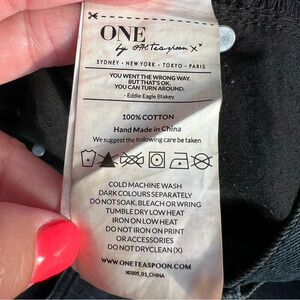 ONE
by one teaspoon X
SYDNEY · NEW YORK · TOKYO · PARIS
YOU WENT THE WRONG WAY.
BUT THAT'S OK.
YOU CAN TURN AROUND.
- Eddie Eagle Blakey
100% COTTON
Hand Made in China
We suggest the following care be taken
COLD MACHINE WASH
DARK COLOURS SEPARATELY
DO NOT SOAK, BLEACH OR WRING
TUMBLE DRY LOW HEAT
IRON ON LOW HEAT
DO NOT IRON ON PRINT
OR ACCESSORIES
DO NOT DRYCLEAN (X)
WWW.ONETEASPOON.COM